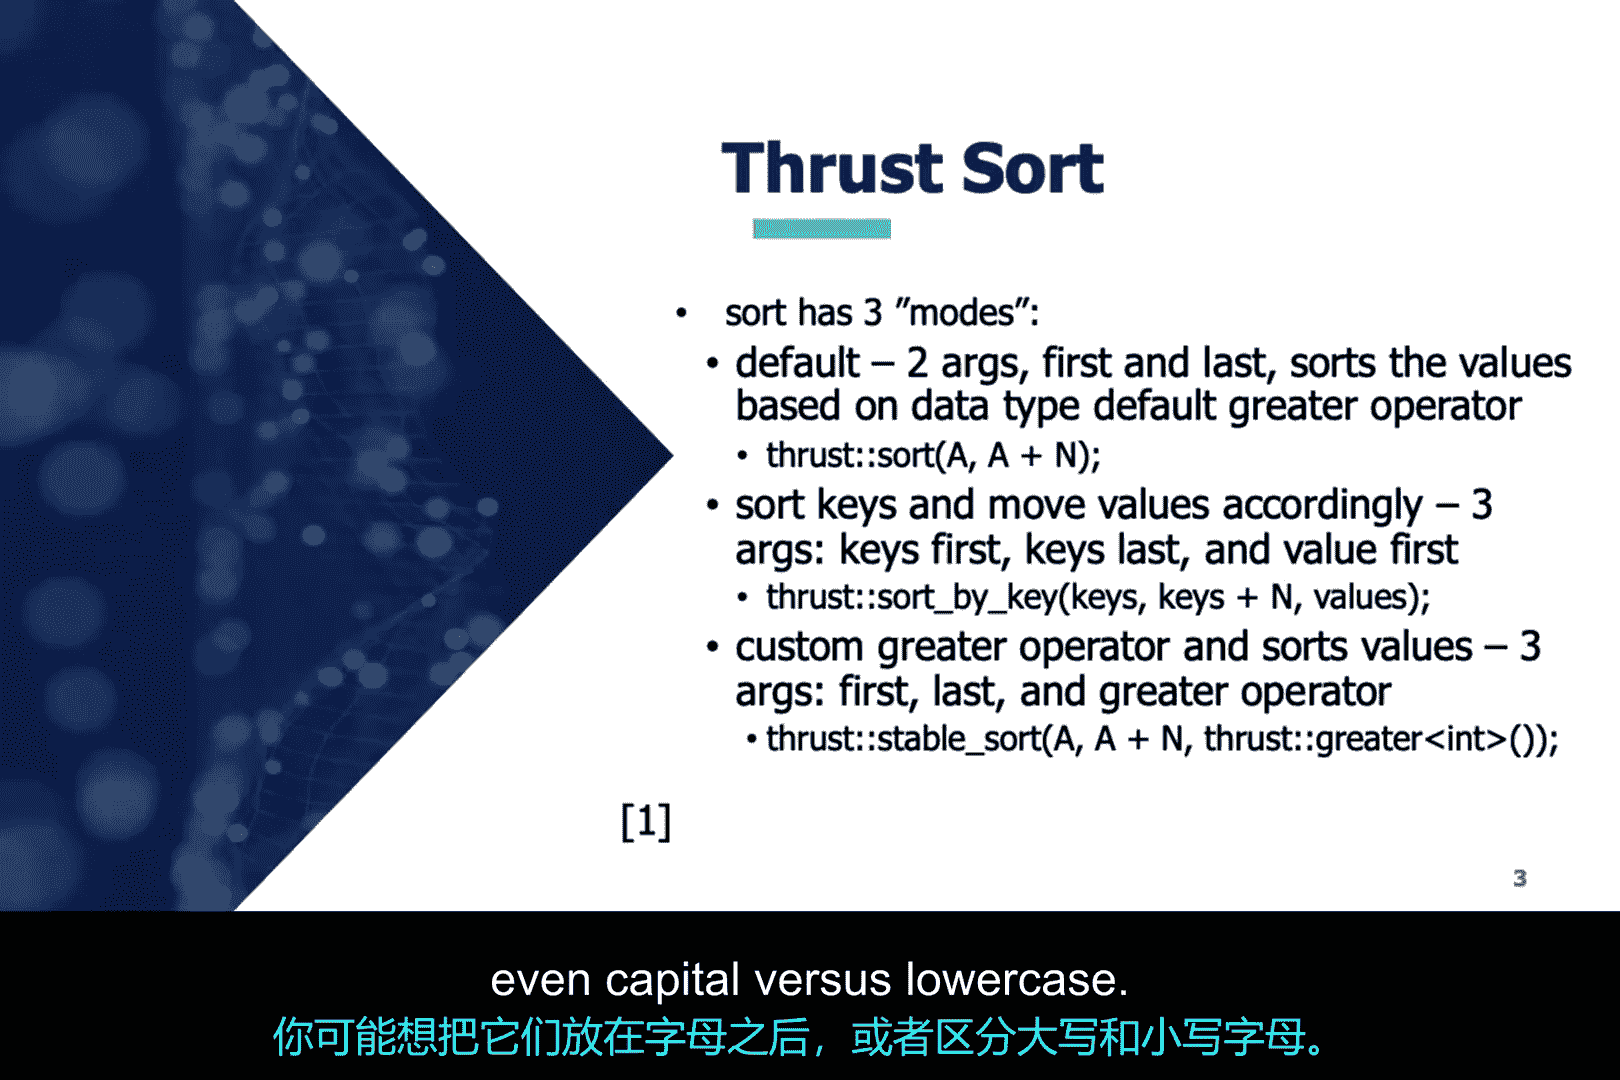 Thrust Sort
• sort has 3 ”modes”:
• default – 2 args, first and last, sorts the values
based on data type default greater operator
• thrust::sort(A, A + N);
• sort keys and move values accordingly – 3
args: keys first, keys last, and value first
• thrust::sort_by_key(keys, keys + N, values);
• custom greater operator and sorts values – 3
args: first, last, and greater operator
• thrust::stable_sort(A, A + N, thrust::greater<int>());
[1]
3
even capital versus lowercase.
你可能想把它们放在字母之后，或者区分大写和小写字母。